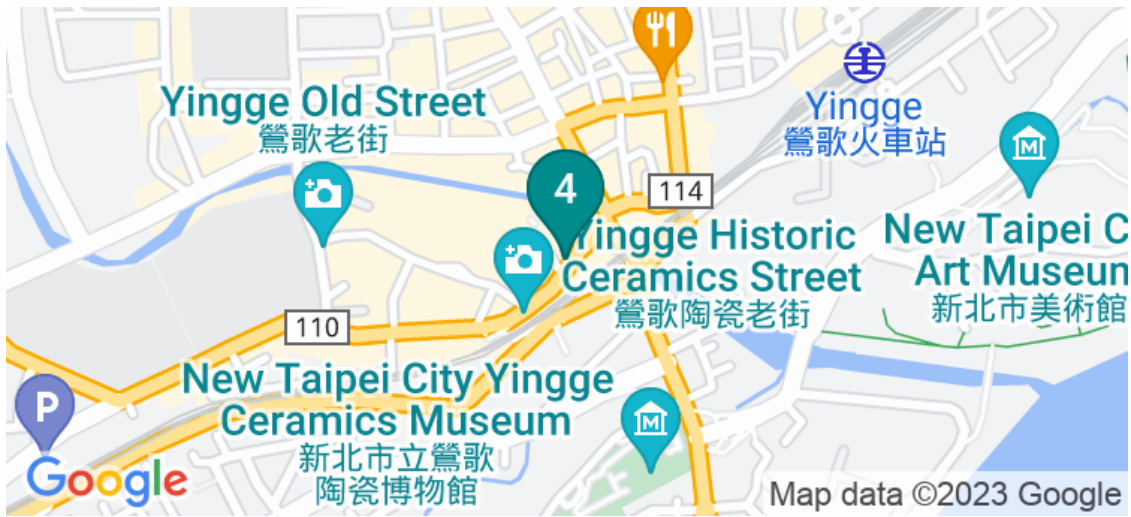 Yingge Old Street
鶯歌老街
Yingge
鶯歌火車站
4
114
Yingge Historic
Ceramics Street
鶯歌陶瓷老街
New Taipei C
Art Museum
新北市美術館
110
New Taipei City Yingge
Ceramics Museum
新北市立鶯歌
陶瓷博物館
P
Google
Map data ©2023 Google